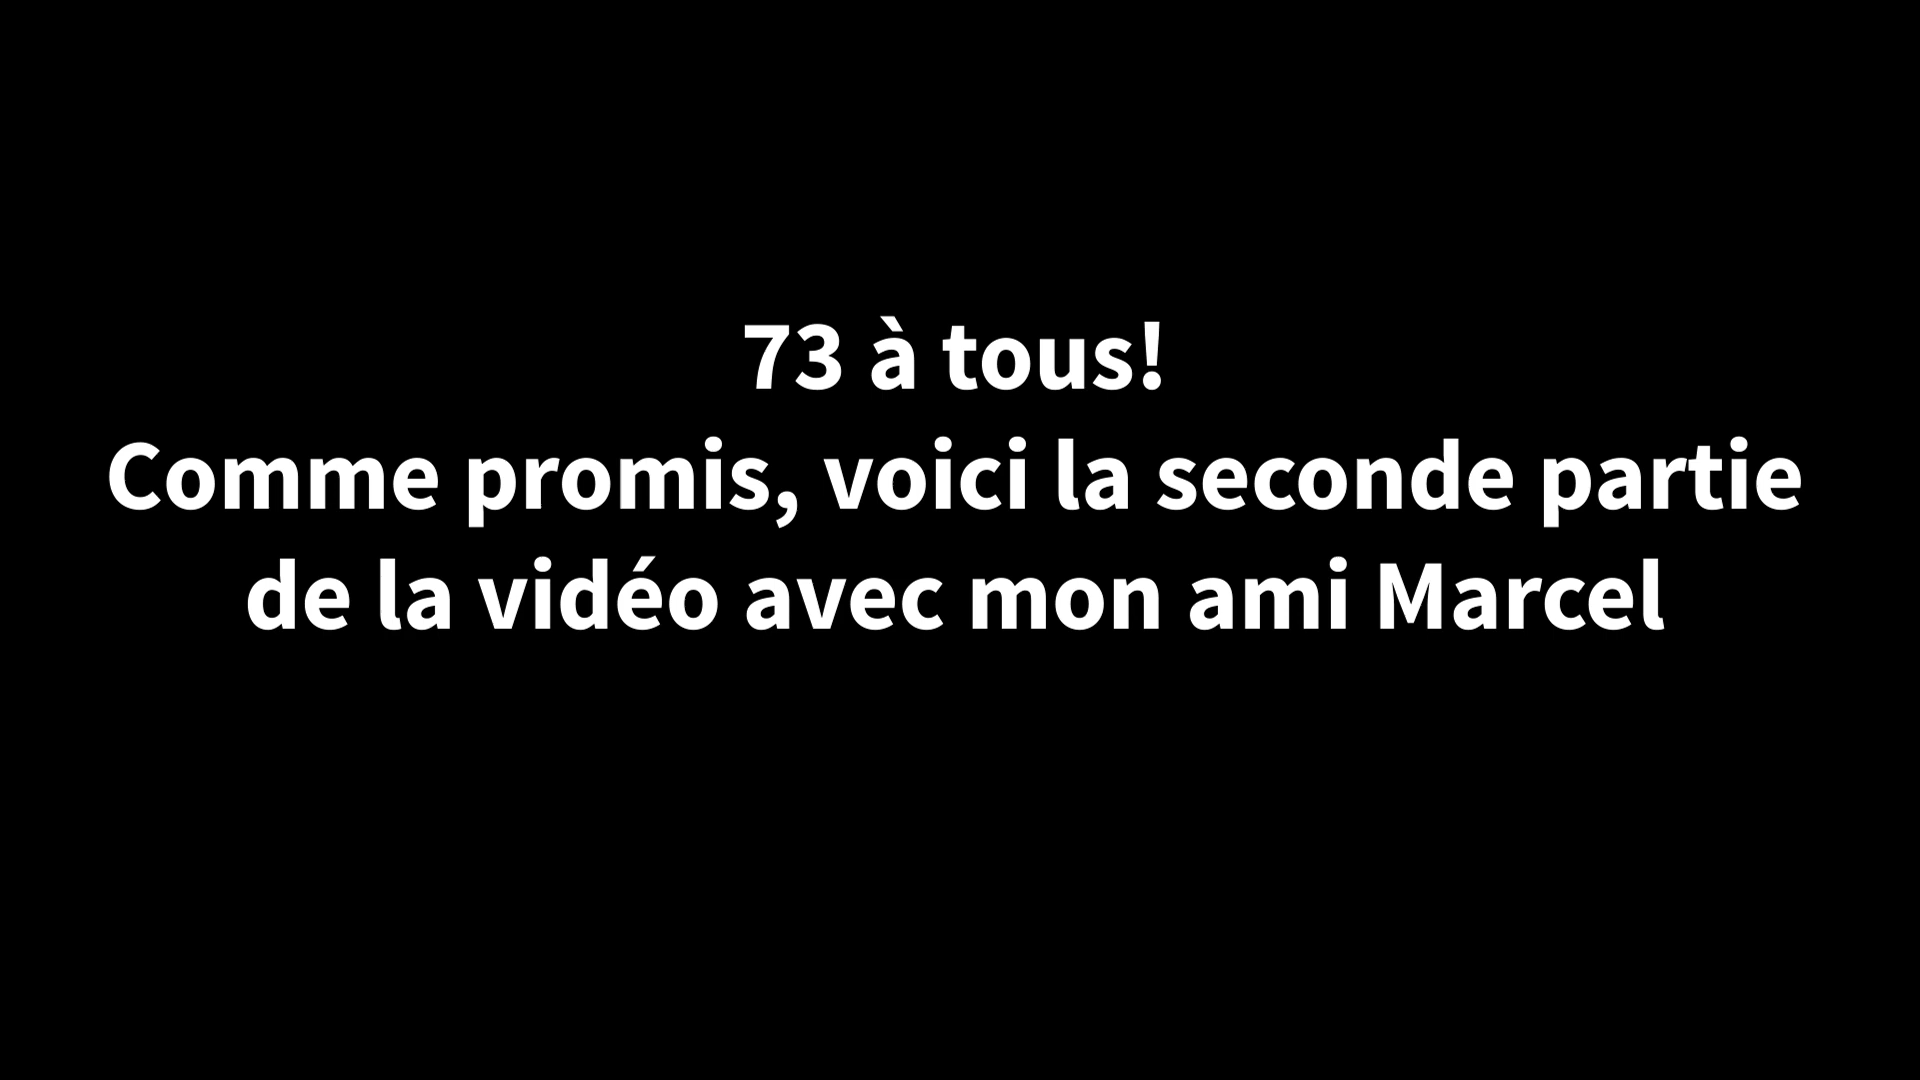 73 à tous!
Comme promis, voici la seconde partie
de la vidéo avec mon ami Marcel